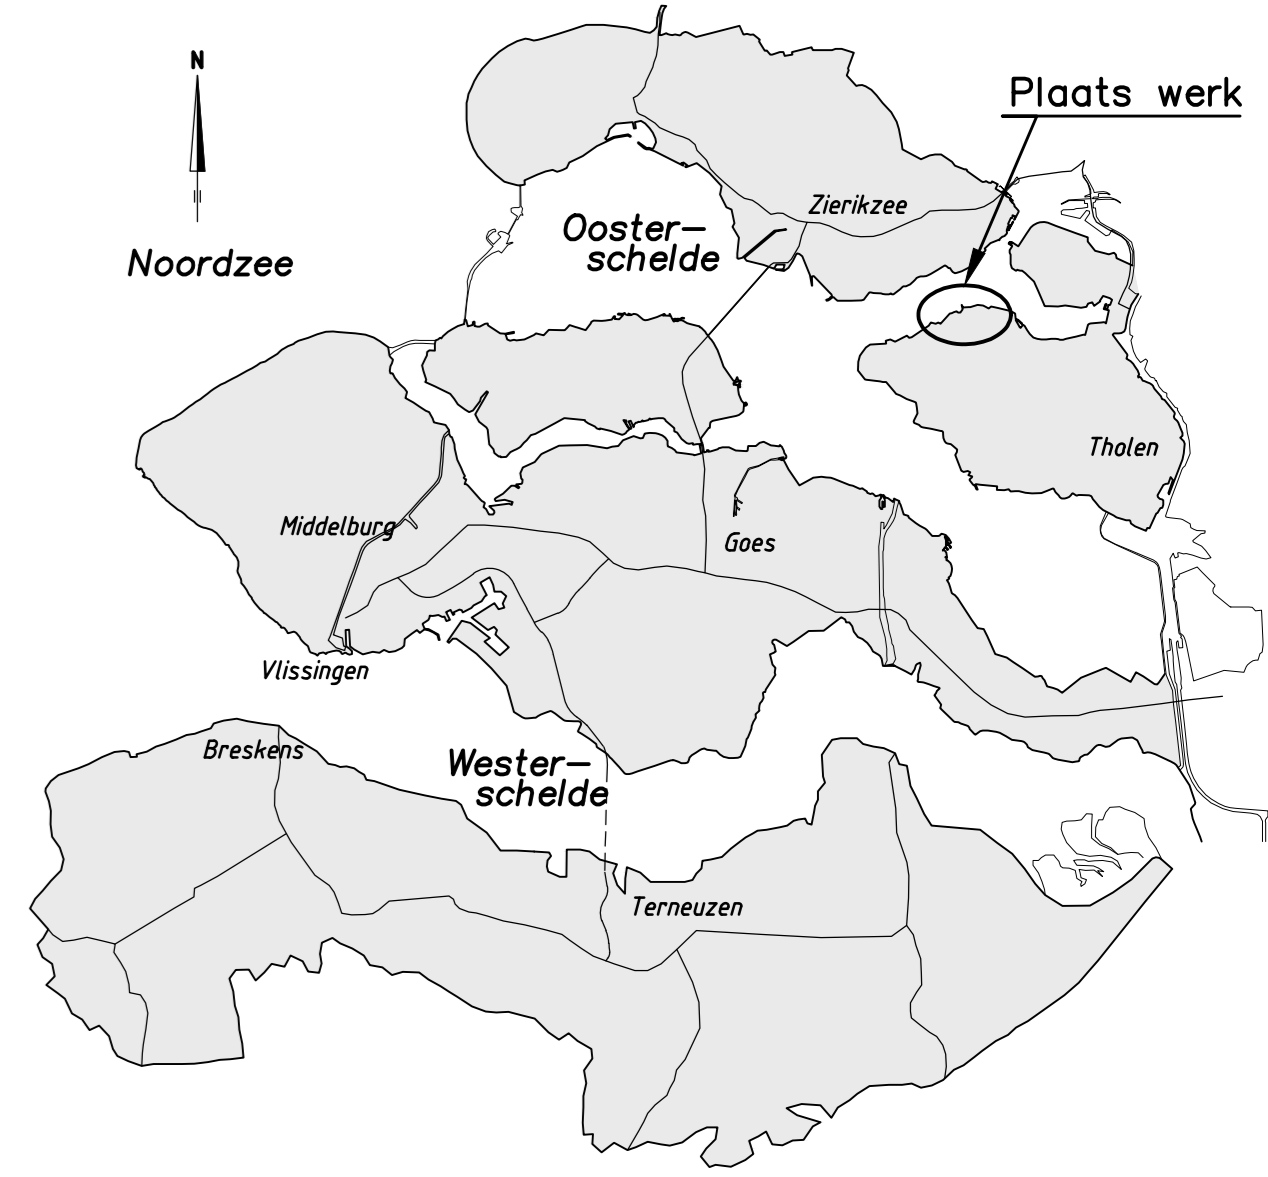 N
Plaats werk
Zierikzee
Ooster-
schelde
Noordzee
Tholen
Middelburg
Goes
Vlissingen
Breskens
Wester-
schelde
Terneuzen